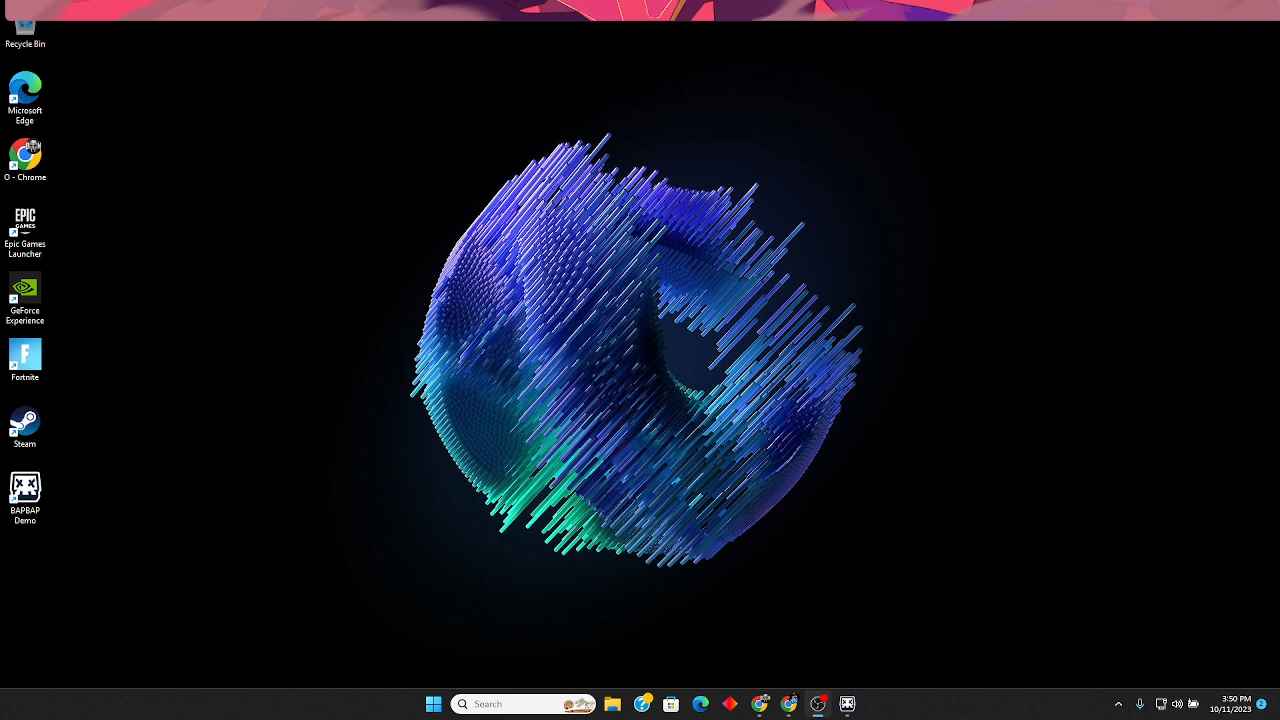 Recycle Bin
Microsoft
Edge
O - Chrome
EPIC
GAMES
Epic Games
Launcher
GeForce
Experience
F
Fortnite
Steam
BAPBAP
Demo
Search
3:50 PM
10/11/2023
2